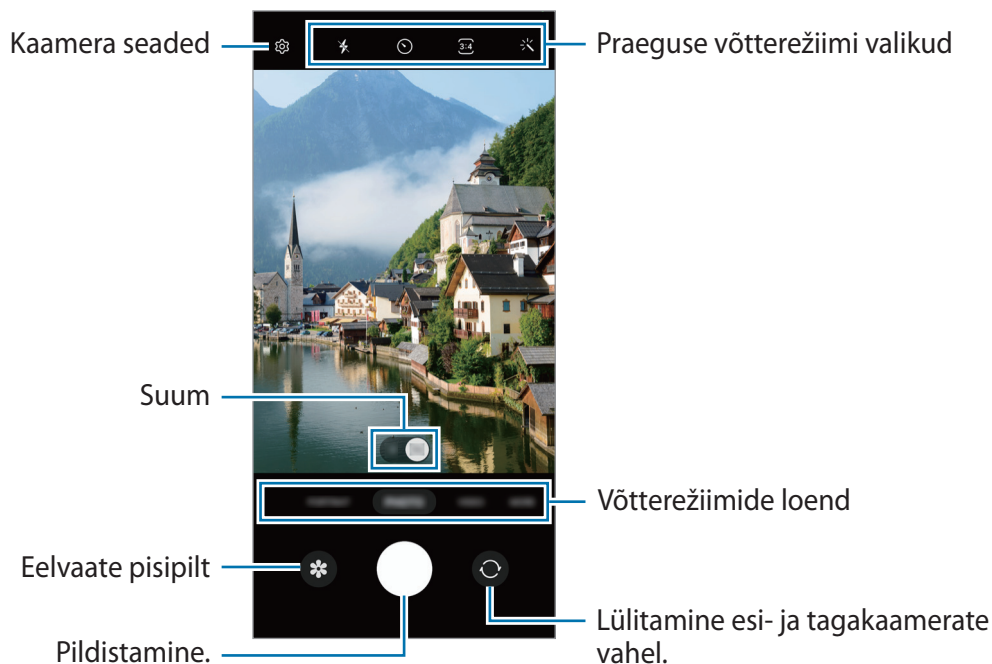 Kaamera seaded
3:4
Praeguse võtterežiimi valikud
Suum
Võtterežiimide loend
Eelvaate pisipilt
Pildistamine.
Lülitamine esi- ja tagakaamerate
vahel.